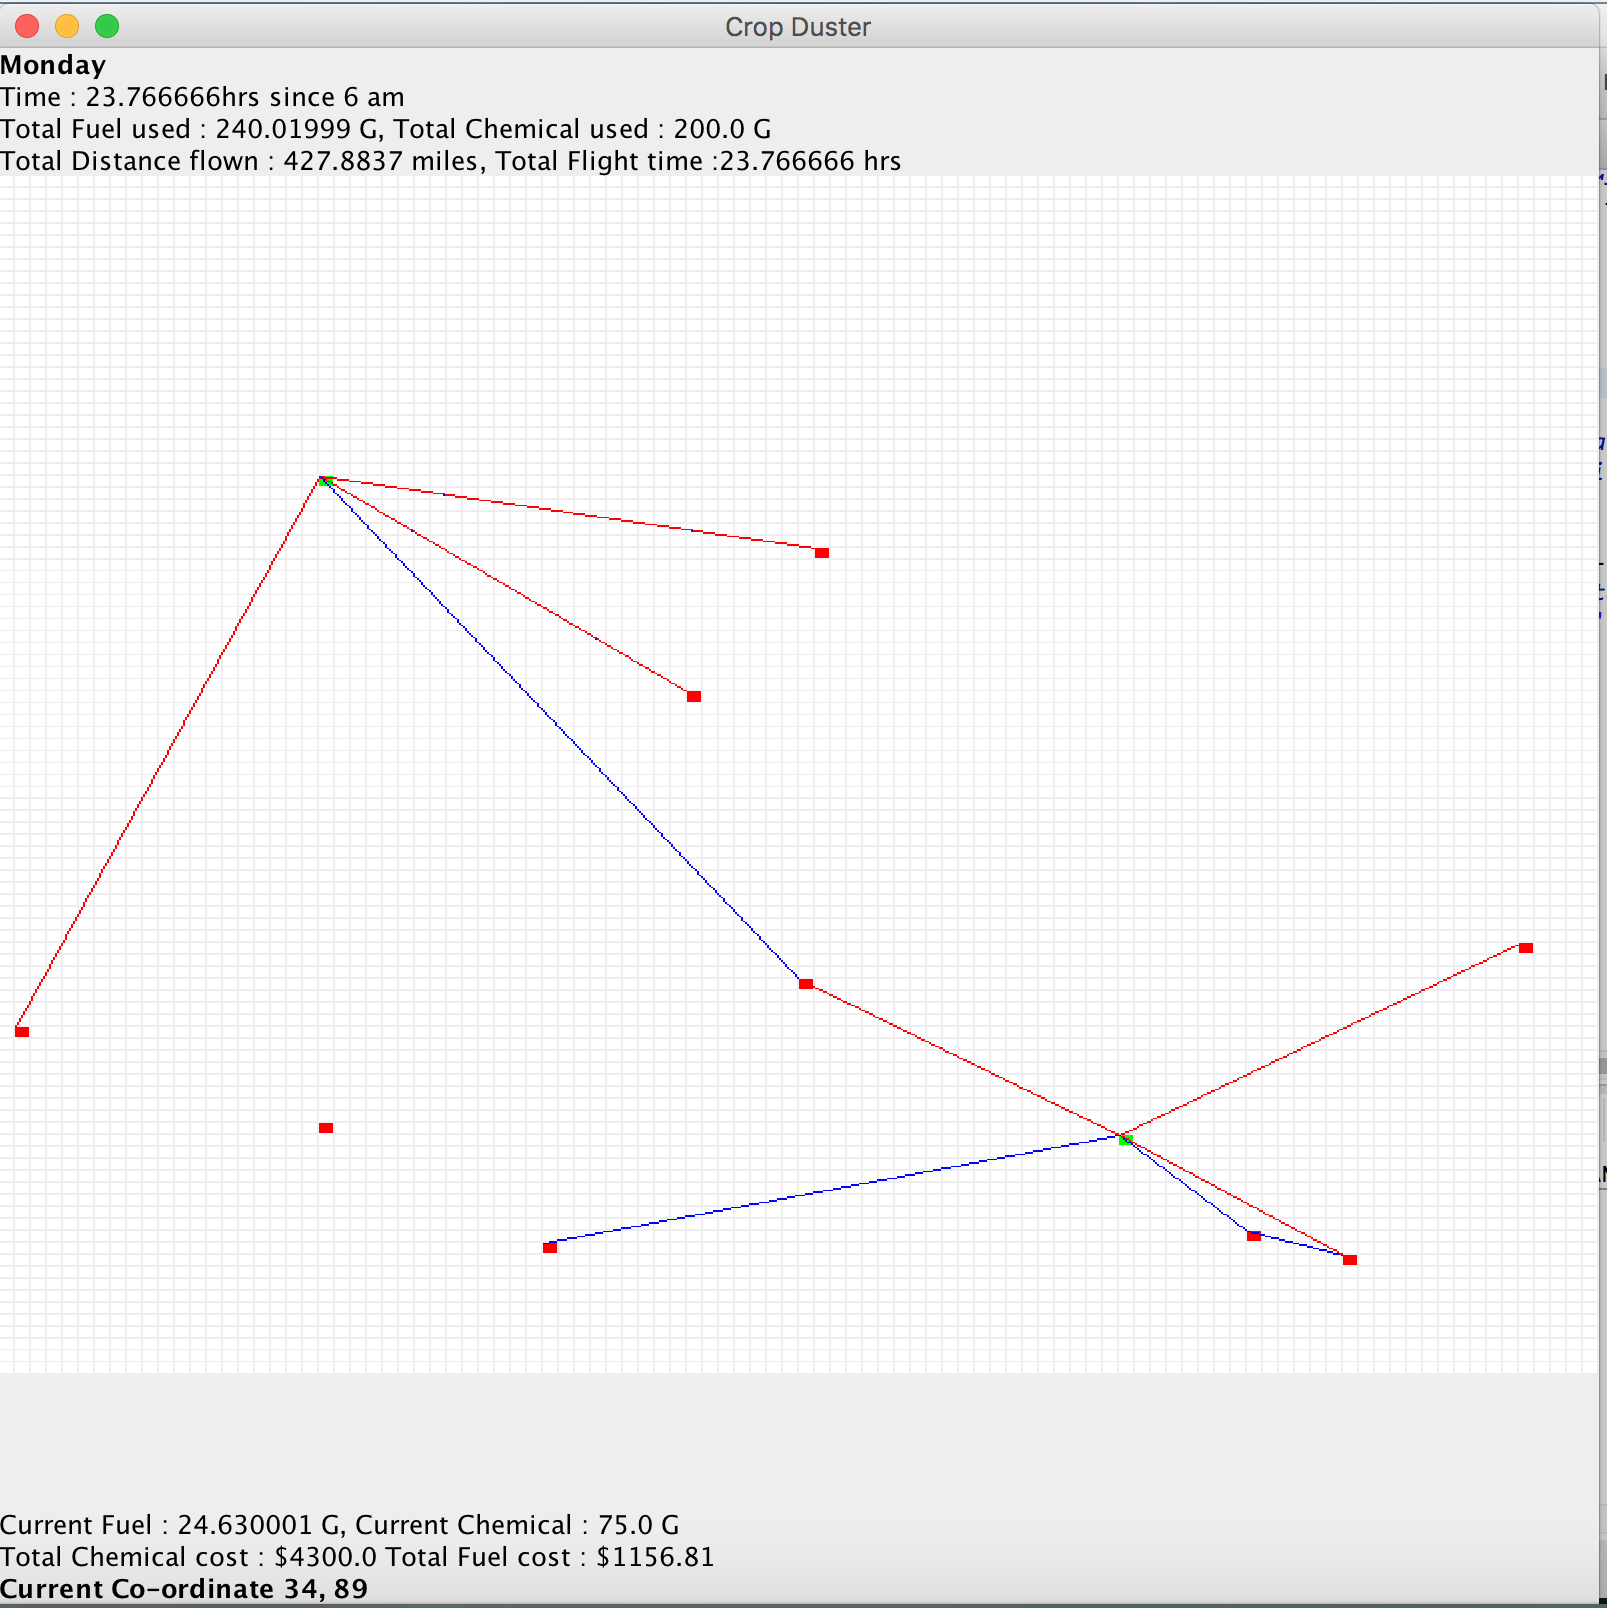 Crop Duster
Monday
Time : 23.766666hrs since 6 am
Total Fuel used : 240.01999 G, Total Chemical used : 200.0 G
Total Distance flown : 427.8837 miles, Total Flight time :23.766666 hrs
Current Fuel : 24.630001 G, Current Chemical : 75.0 G
Total Chemical cost : $4300.0 Total Fuel cost : $1156.81
Current Co-ordinate 34, 89